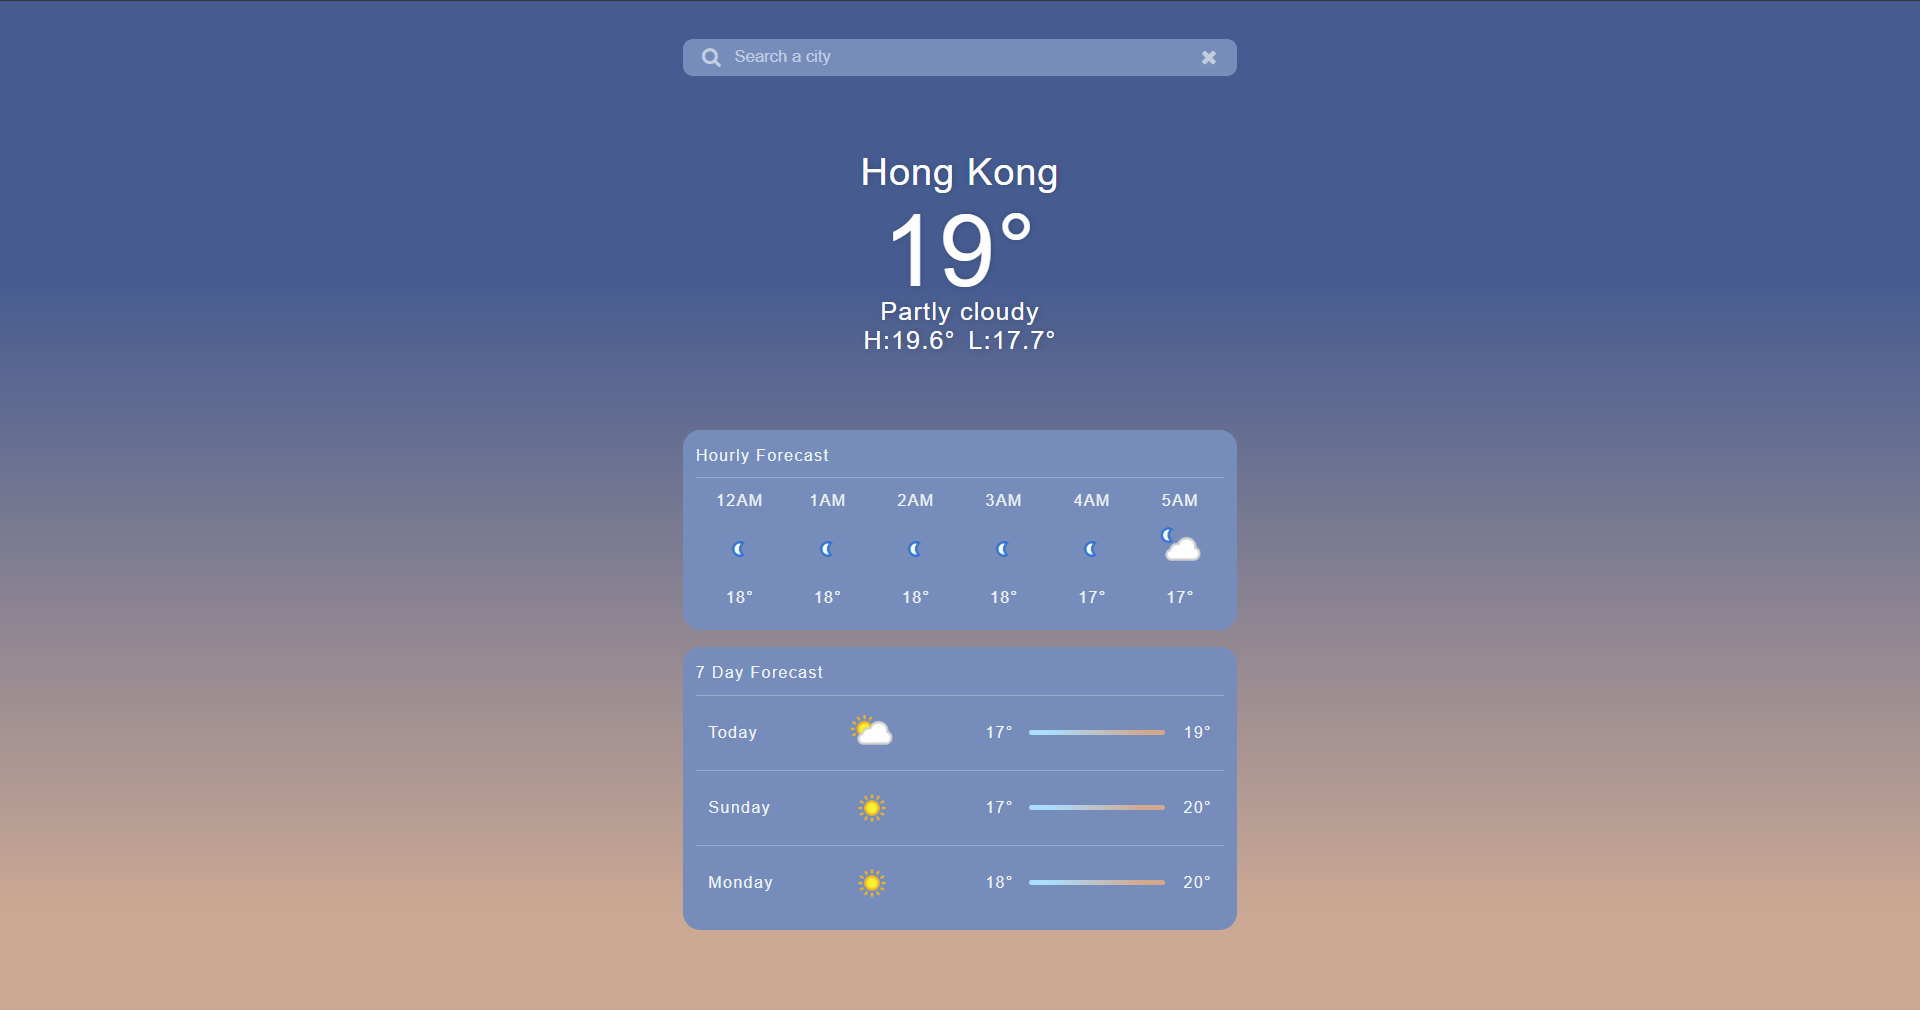 Search a city
Hong Kong
19°
Partly cloudy
H:19.6° L:17.7°
Hourly Forecast
12AM 1AM 2AM 3AM 4AM 5AM
18° 18° 18° 18° 17° 17°
7 Day Forecast
Today 17° 19°
Sunday 17° 20°
Monday 18° 20°